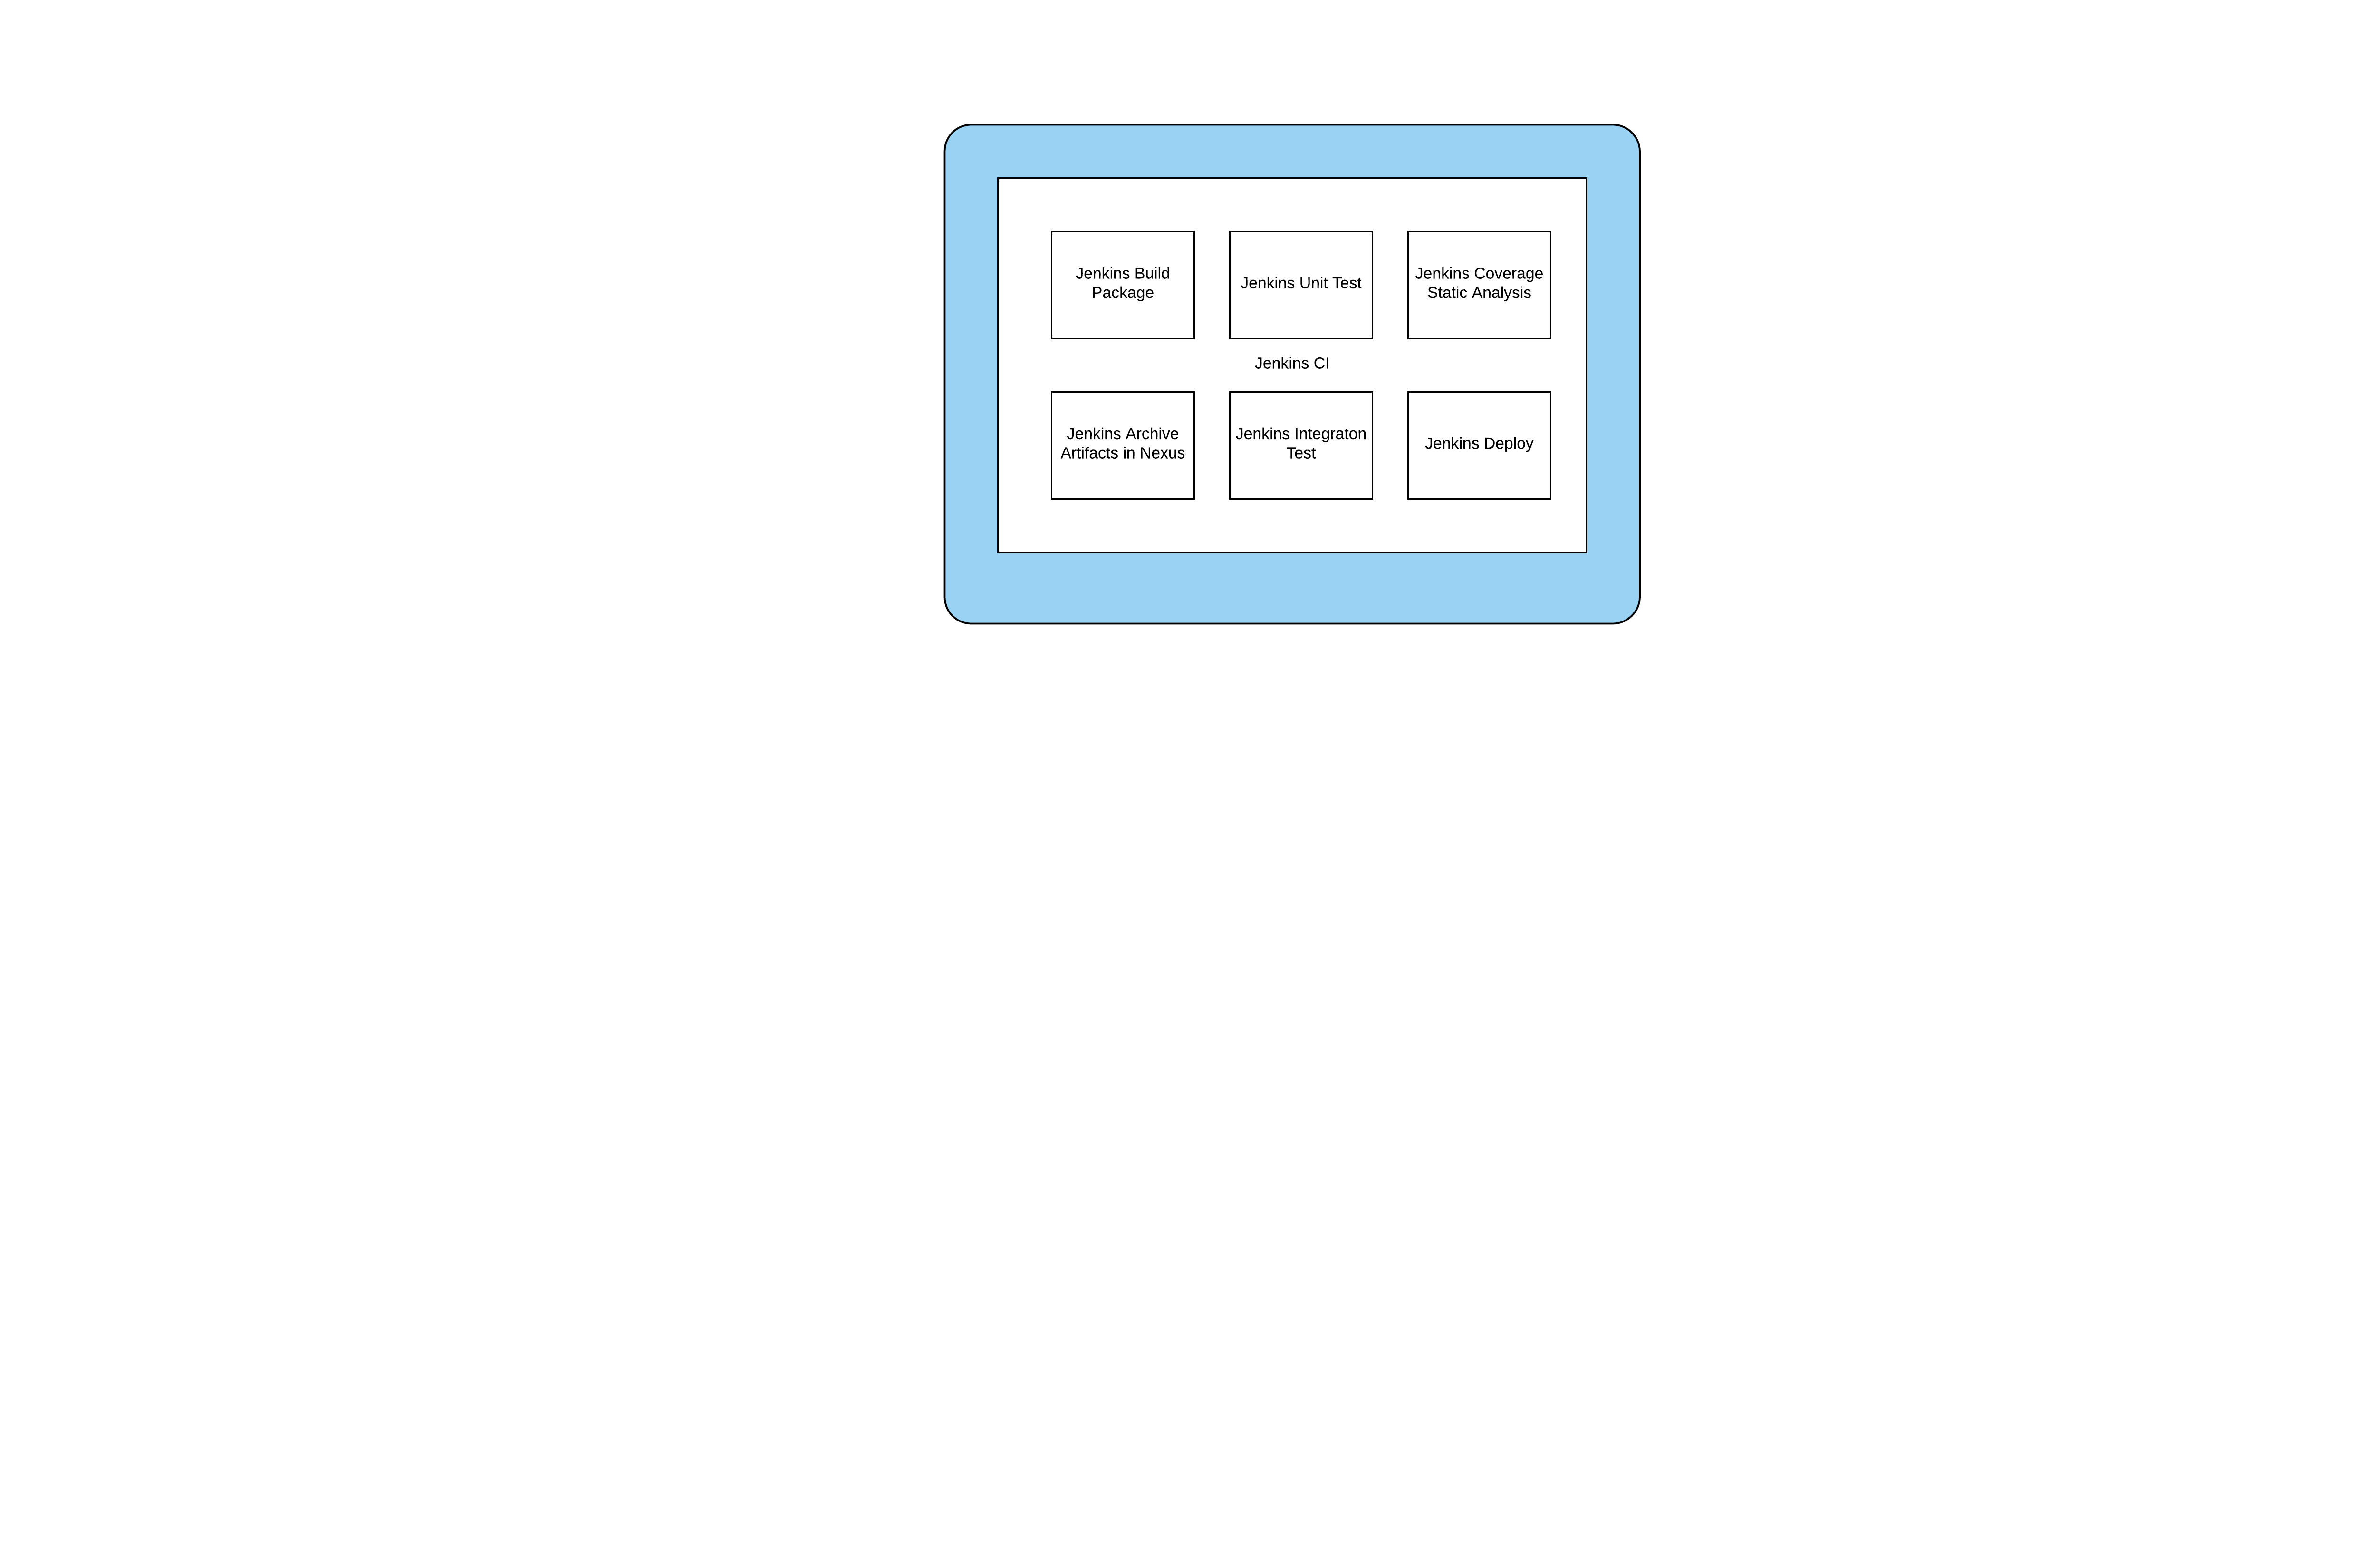 Jenkins Build
Package
Jenkins Unit Test
Jenkins Coverage
Static Analysis
Jenkins CI
Jenkins Archive
Artifacts in Nexus
Jenkins Integraton
Test
Jenkins Deploy